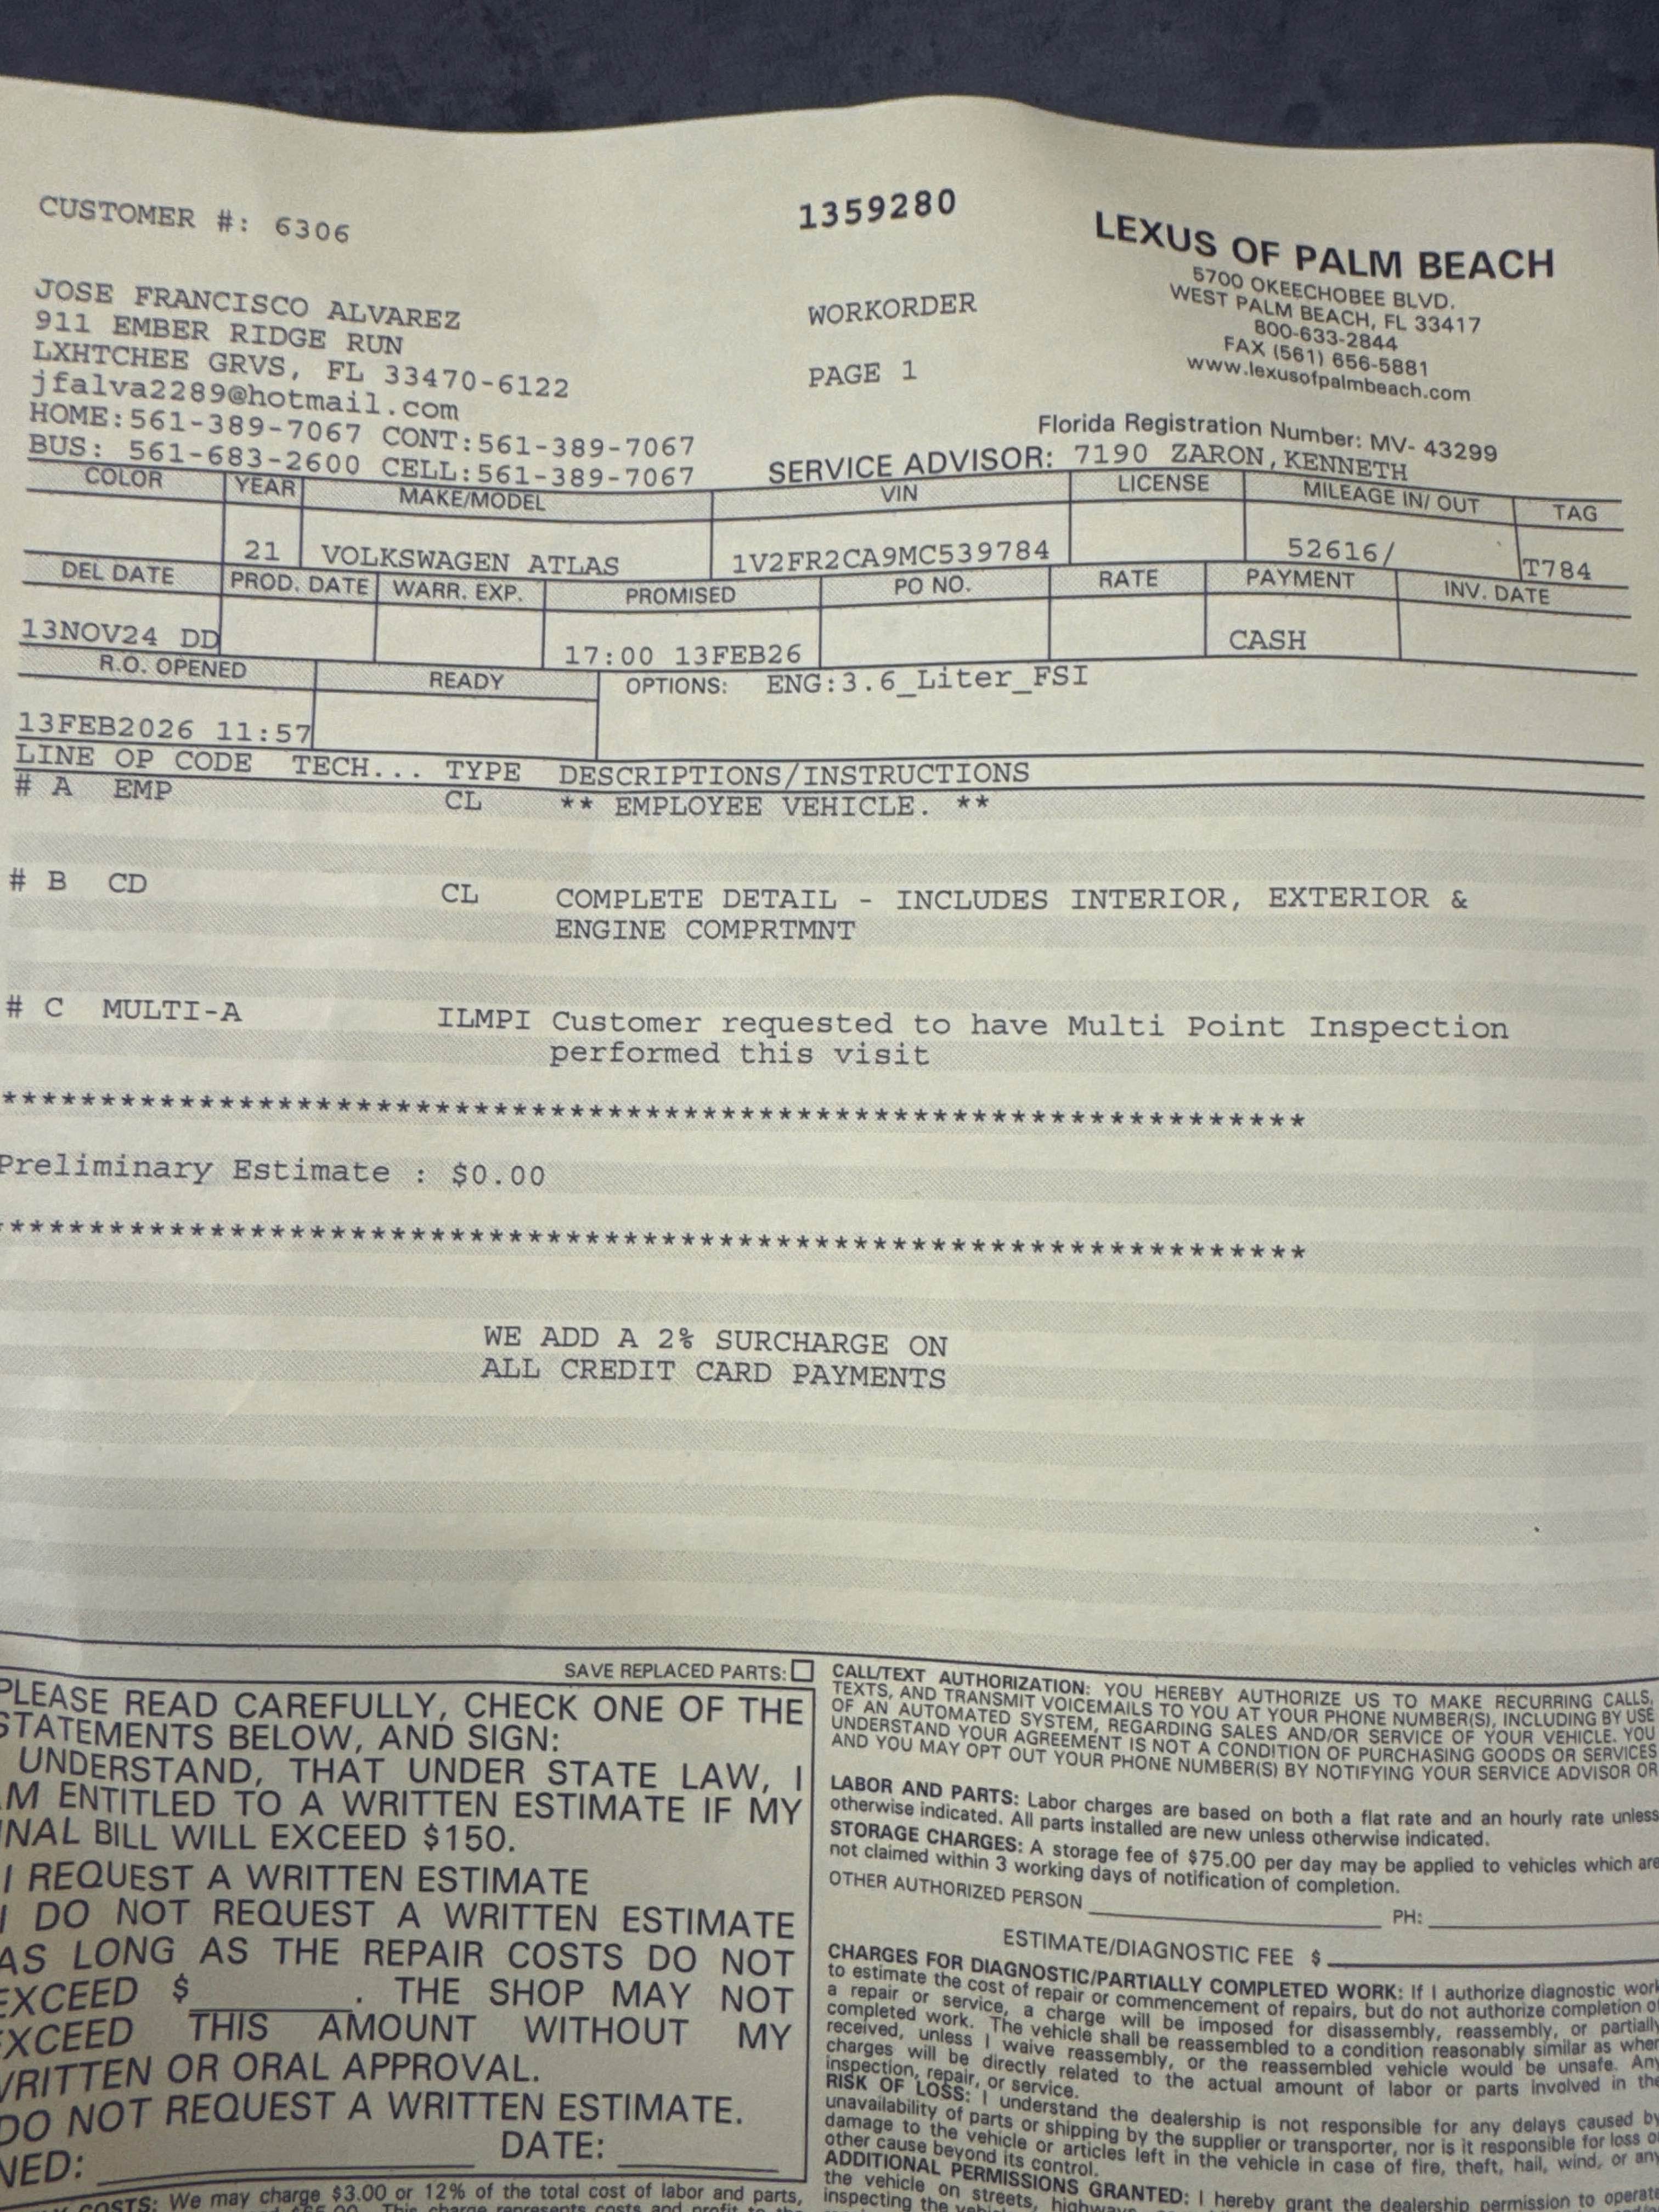 CUSTOMER #: 6306
1359280
LEXUS OF PALM BEACH
5700 OKEECHOBEE BLVD.
WEST PALM BEACH, FL 33417
800-633-2844
FAX (561) 656-5881
www.lexusofpalmbeach.com
JOSE FRANCISCO ALVAREZ
911 EMBER RIDGE RUN
LXHTCHEE GRVS, FL 33470-6122
jfalva2289@hotmail.com
HOME:561-389-7067 CONT:561-389-7067
BUS: 561-683-2600 CELL:561-389-7067
WORKORDER
PAGE 1
Florida Registration Number: MV- 43299
SERVICE ADVISOR: 7190 ZARON, KENNETH
COLOR YEAR MAKE/MODEL VIN LICENSE MILEAGE IN/ OUT TAG
21 VOLKSWAGEN ATLAS 1V2FR2CA9MC539784 52616/ T784
DEL DATE PROD. DATE WARR. EXP. PROMISED PO NO. RATE PAYMENT INV. DATE
13NOV24 DD 17:00 13FEB26 CASH
R.O. OPENED READY OPTIONS: ENG:3.6_Liter_FSI
13FEB2026 11:57
LINE OP CODE TECH... TYPE DESCRIPTIONS/INSTRUCTIONS
# A EMP CL ** EMPLOYEE VEHICLE. **
# B CD CL COMPLETE DETAIL - INCLUDES INTERIOR, EXTERIOR &
ENGINE COMPRTMNT
# C MULTI-A ILMPI Customer requested to have Multi Point Inspection
performed this visit
******************************************************************
Preliminary Estimate : $0.00
******************************************************************
WE ADD A 2% SURCHARGE ON
ALL CREDIT CARD PAYMENTS
SAVE REPLACED PARTS:
PLEASE READ CAREFULLY, CHECK ONE OF THE
STATEMENTS BELOW, AND SIGN:
UNDERSTAND, THAT UNDER STATE LAW, I
AM ENTITLED TO A WRITTEN ESTIMATE IF MY
FINAL BILL WILL EXCEED $150.
I REQUEST A WRITTEN ESTIMATE
I DO NOT REQUEST A WRITTEN ESTIMATE
AS LONG AS THE REPAIR COSTS DO NOT
EXCEED $ . THE SHOP MAY NOT
EXCEED THIS AMOUNT WITHOUT MY
WRITTEN OR ORAL APPROVAL.
DO NOT REQUEST A WRITTEN ESTIMATE.
NED: DATE:
COSTS: We may charge $3.00 or 12% of the total cost of labor and parts,
CALL/TEXT AUTHORIZATION: YOU HEREBY AUTHORIZE US TO MAKE RECURRING CALLS,
TEXTS, AND TRANSMIT VOICEMAILS TO YOU AT YOUR PHONE NUMBER(S), INCLUDING BY USE
OF AN AUTOMATED SYSTEM, REGARDING SALES AND/OR SERVICE OF YOUR VEHICLE. YOU
UNDERSTAND YOUR AGREEMENT IS NOT A CONDITION OF PURCHASING GOODS OR SERVICES
AND YOU MAY OPT OUT YOUR PHONE NUMBER(S) BY NOTIFYING YOUR SERVICE ADVISOR OR
LABOR AND PARTS: Labor charges are based on both a flat rate and an hourly rate unless
otherwise indicated. All parts installed are new unless otherwise indicated.
STORAGE CHARGES: A storage fee of $75.00 per day may be applied to vehicles which are
not claimed within 3 working days of notification of completion.
OTHER AUTHORIZED PERSON PH:
ESTIMATE/DIAGNOSTIC FEE $
CHARGES FOR DIAGNOSTIC/PARTIALLY COMPLETED WORK: If I authorize diagnostic work
to estimate the cost of repair or commencement of repairs, but do not authorize completion of
a repair or service, a charge will be imposed for disassembly, reassembly, or partially
completed work. The vehicle shall be reassembled to a condition reasonably similar as when
received, unless I waive reassembly, or the reassembled vehicle would be unsafe. Any
charges will be directly related to the actual amount of labor or parts involved in the
inspection, repair, or service.
RISK OF LOSS: I understand the dealership is not responsible for any delays caused by
unavailability of parts or shipping by the supplier or transporter, nor is it responsible for loss or
damage to the vehicle or articles left in the vehicle in case of fire, theft, hail, wind, or any
other cause beyond its control.
ADDITIONAL PERMISSIONS GRANTED: I hereby grant the dealership permission to operate
the vehicle on streets,
inspecting the